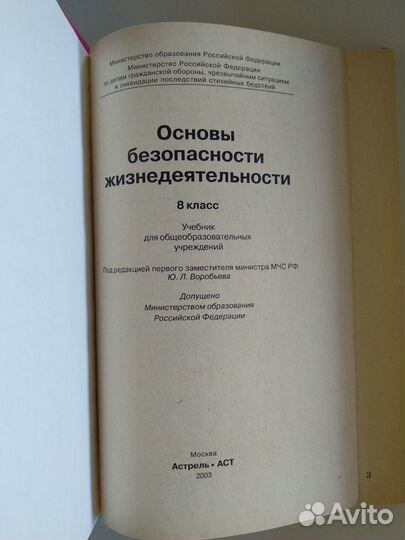 Министерство образования Российской Федерации
Министерство Российской Федерации
по делам гражданской обороны, чрезвычайным ситуациям
и ликвидации последствий стихийных бедствий
Основы
безопасности
жизнедеятельности
8 класс
Учебник
для общеобразовательных
учреждений
Под редакцией первого заместителя министра МЧС РФ
Ю. Л. Воробьева
Допущено
Министерством образования
Российской Федерации
Москва
Астрель • АСТ
2003
3
Avito